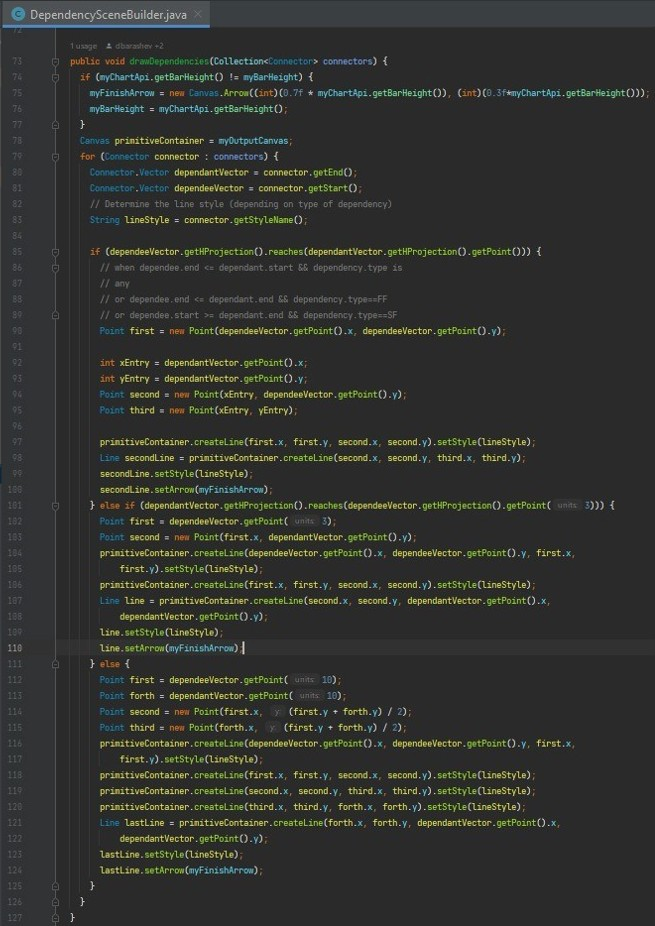 DependencySceneBuilder.java
72
1 usage dbarashev +2
73 public void drawDependencies(Collection<Connector> connectors) {
74 if (myChartApi.getBarHeight() != myBarHeight) {
75 myFinishArrow = new Canvas.Arrow((int)(0.7f * myChartApi.getBarHeight()), (int)(0.3f*myChartApi.getBarHeight()));
76 myBarHeight = myChartApi.getBarHeight();
77 }
78 Canvas primitiveContainer = myOutputCanvas;
79 for (Connector connector : connectors) {
80 Connector.Vector dependantVector = connector.getEnd();
81 Connector.Vector dependeeVector = connector.getStart();
82 // Determine the line style (depending on type of dependency)
83 String lineStyle = connector.getStyleName();
84
85 if (dependeeVector.getHProjection().reaches(dependantVector.getHProjection().getPoint())) {
86 // when dependee.end <= dependant.start && dependency.type is
87 // any
88 // or dependee.end <= dependant.end && dependency.type==FF
89 // or dependee.start >= dependant.end && dependency.type==SF
90 Point first = new Point(dependeeVector.getPoint().x, dependeeVector.getPoint().y);
91
92 int xEntry = dependantVector.getPoint().x;
93 int yEntry = dependantVector.getPoint().y;
94 Point second = new Point(xEntry, dependeeVector.getPoint().y);
95 Point third = new Point(xEntry, yEntry);
96
97 primitiveContainer.createLine(first.x, first.y, second.x, second.y).setStyle(lineStyle);
98 Line secondLine = primitiveContainer.createLine(second.x, second.y, third.x, third.y);
99 secondLine.setStyle(lineStyle);
100 secondLine.setArrow(myFinishArrow);
101 } else if (dependantVector.getHProjection().reaches(dependeeVector.getHProjection().getPoint( units: 3))) {
102 Point first = dependeeVector.getPoint( units: 3);
103 Point second = new Point(first.x, dependantVector.getPoint().y);
104 primitiveContainer.createLine(dependeeVector.getPoint().x, dependeeVector.getPoint().y, first.x,
105 first.y).setStyle(lineStyle);
106 primitiveContainer.createLine(first.x, first.y, second.x, second.y).setStyle(lineStyle);
107 Line line = primitiveContainer.createLine(second.x, second.y, dependantVector.getPoint().x,
108 dependantVector.getPoint().y);
109 line.setStyle(lineStyle);
110 line.setArrow(myFinishArrow);
111 } else {
112 Point first = dependeeVector.getPoint( units: 10);
113 Point forth = dependantVector.getPoint( units: 10);
114 Point second = new Point(first.x, y: (first.y + forth.y) / 2);
115 Point third = new Point(forth.x, y: (first.y + forth.y) / 2);
116 primitiveContainer.createLine(dependeeVector.getPoint().x, dependeeVector.getPoint().y, first.x,
117 first.y).setStyle(lineStyle);
118 primitiveContainer.createLine(first.x, first.y, second.x, second.y).setStyle(lineStyle);
119 primitiveContainer.createLine(second.x, second.y, third.x, third.y).setStyle(lineStyle);
120 primitiveContainer.createLine(third.x, third.y, forth.x, forth.y).setStyle(lineStyle);
121 Line lastLine = primitiveContainer.createLine(forth.x, forth.y, dependantVector.getPoint().x,
122 dependantVector.getPoint().y);
123 lastLine.setStyle(lineStyle);
124 lastLine.setArrow(myFinishArrow);
125 }
126 }
127 }